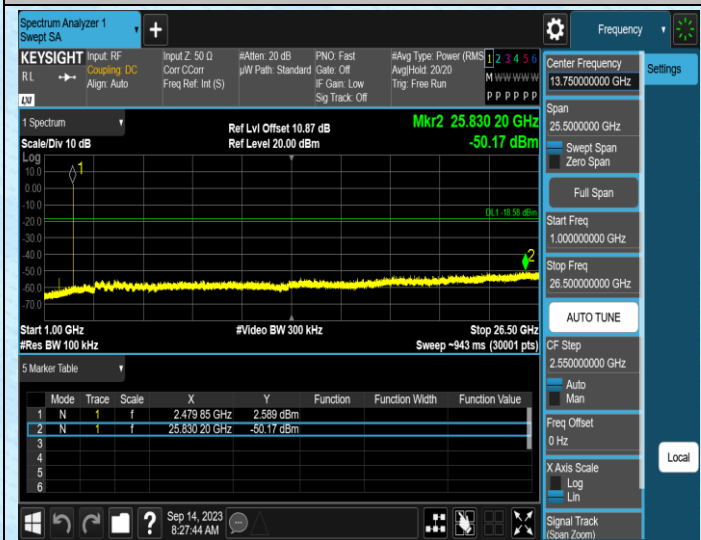 Spectrum Analyzer 1
Swept SA
+
Frequency
KEYSIGHT
RL
LXI
Input: RF
Coupling: DC
Align: Auto
Input Z: 50 Ω
Corr CCorr
Freq Ref: Int (S)
#Atten: 20 dB
µW Path: Standard
PNO: Fast
Gate: Off
IF Gain: Low
Sig Track: Off
#Avg Type: Power (RMS
Avg|Hold: 20/20
Trig: Free Run
1 2 3 4 5 6
M W W W W W
P P P P P P
1 Spectrum
Scale/Div 10 dB
Ref Lvl Offset 10.87 dB
Ref Level 20.00 dBm
Mkr2 25.830 20 GHz
-50.17 dBm
Log
10.0
0.00
-10.0
-20.0
-30.0
-40.0
-50.0
-60.0
-70.0
1
DL1 -18.58 dBm
2
Start 1.00 GHz
#Video BW 300 kHz
Stop 26.50 GHz
#Res BW 100 kHz
Sweep ~943 ms (30001 pts)
5 Marker Table
Mode Trace Scale X Y Function Function Width Function Value
1 N 1 f 2.479 85 GHz 2.589 dBm
2 N 1 f 25.830 20 GHz -50.17 dBm
3
4
5
6
?
Sep 14, 2023
8:27:44 AM
Center Frequency
13.750000000 GHz
Span
25.5000000 GHz
Swept Span
Zero Span
Full Span
Start Freq
1.000000000 GHz
Stop Freq
26.500000000 GHz
AUTO TUNE
CF Step
2.550000000 GHz
Auto
Man
Freq Offset
0 Hz
X Axis Scale
Log
Lin
Signal Track
(Span Zoom)
Settings
Local